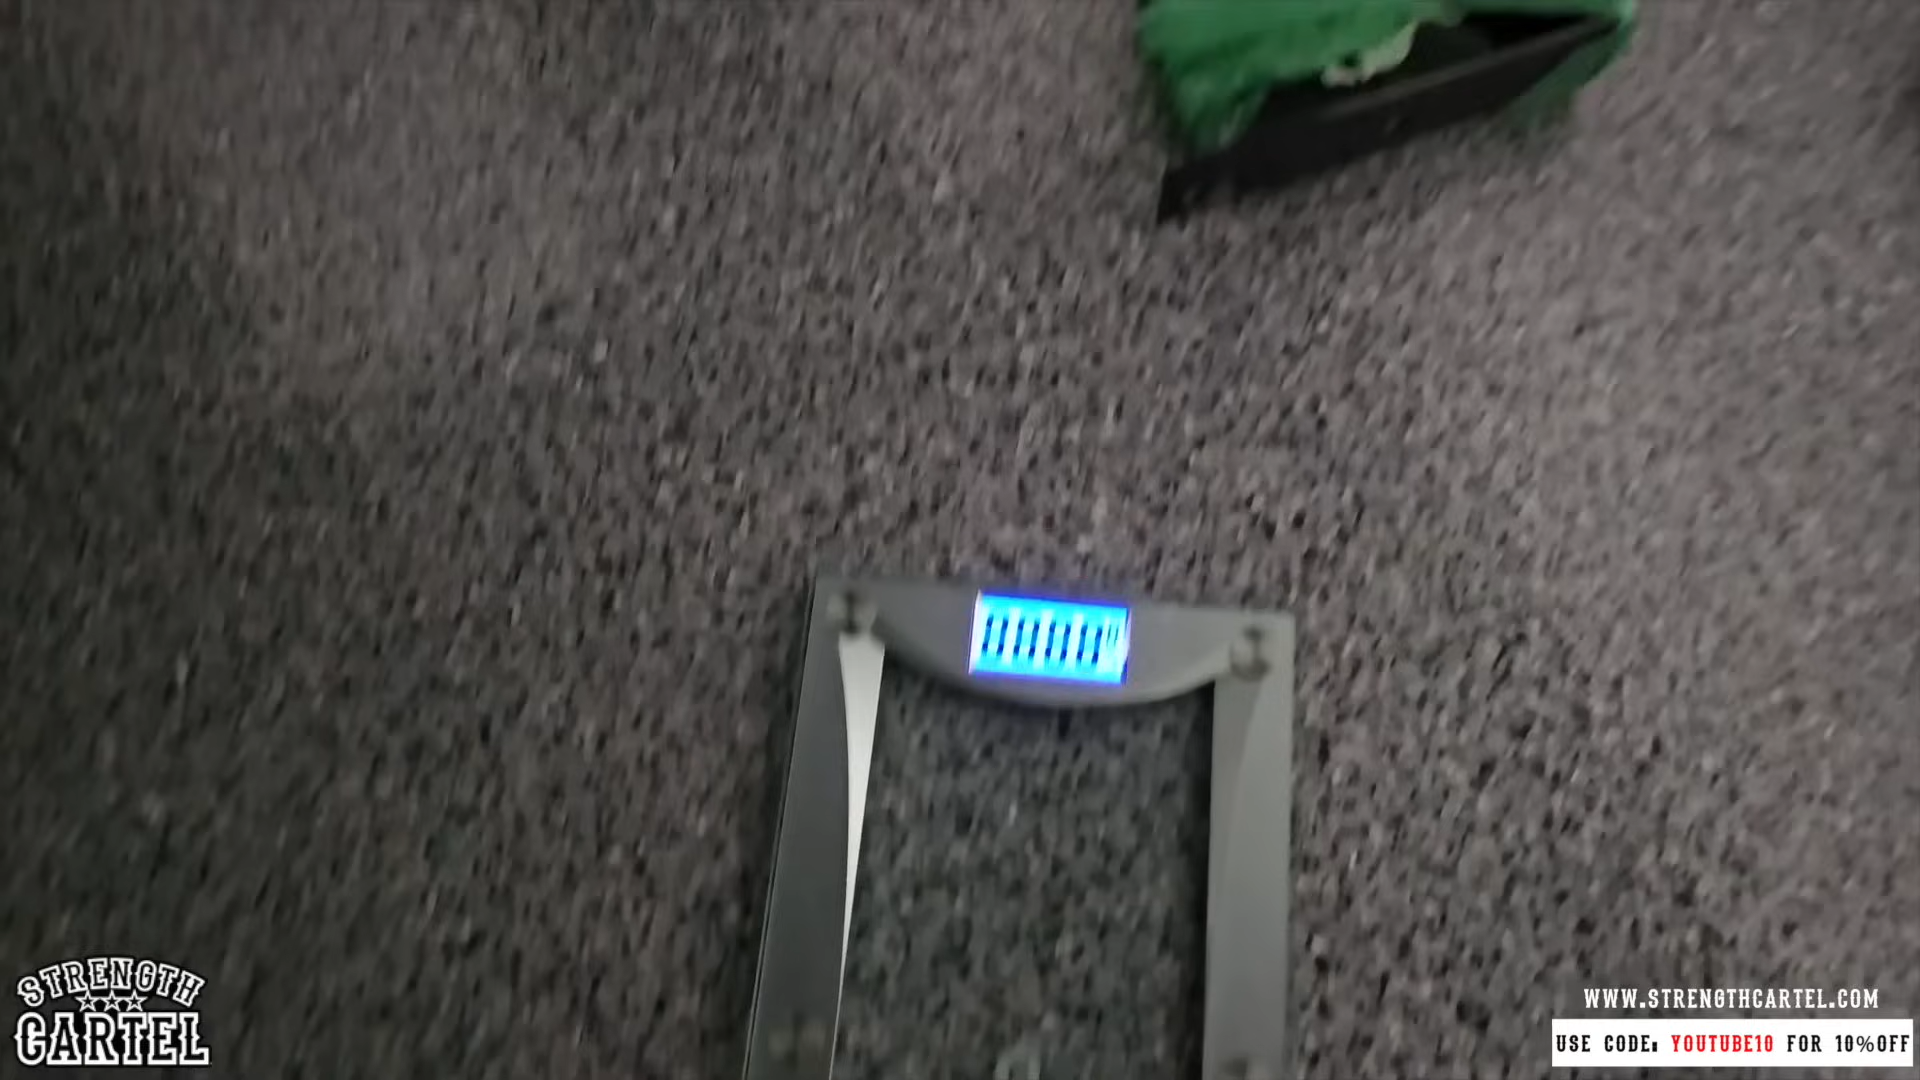 STRENGTH
CARTEL
WWW.STRENGTHCARTEL.COM
USE CODE: YOUTUBE10 FOR 10%OFF